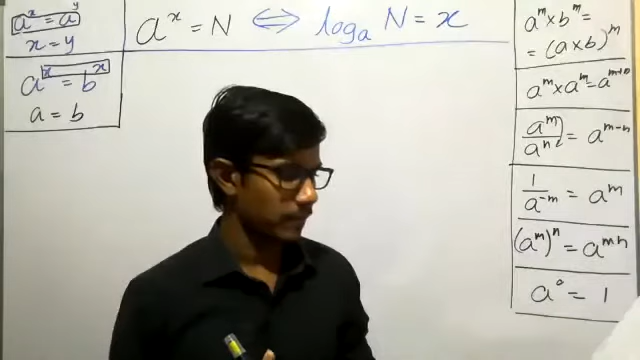 a^x = a^y
x = y
a^x = b^x
a = b
a^x = N ⟺ log_a N = x
a^m × b^m =
= (a × b)^m
a^m × a^n = a^{m+n}
a^m / a^n = a^{m-n}
1 / a^{-m} = a^m
(a^m)^n = a^{mn}
a^0 = 1